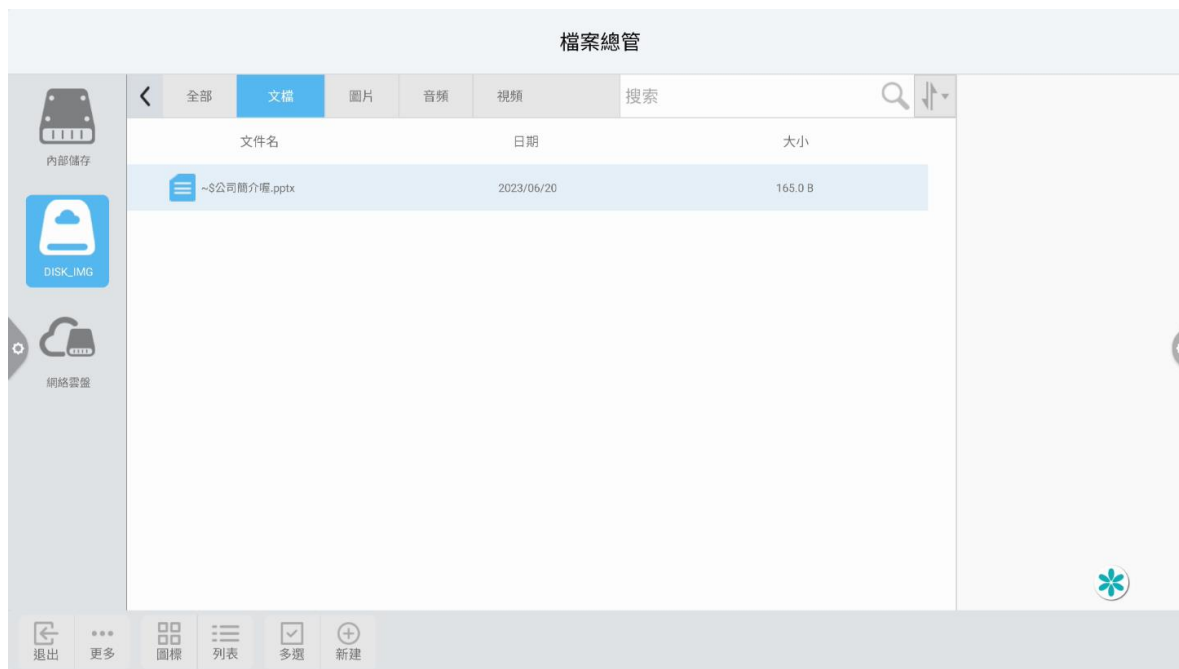 檔案總管
全部 文檔 圖片 音頻 視頻 搜索
文件名 日期 大小
~$公司簡介喔.pptx 2023/06/20 165.0 B
內部儲存
DISK_IMG
網絡雲盤
退出 更多 圖標 列表 多選 新建